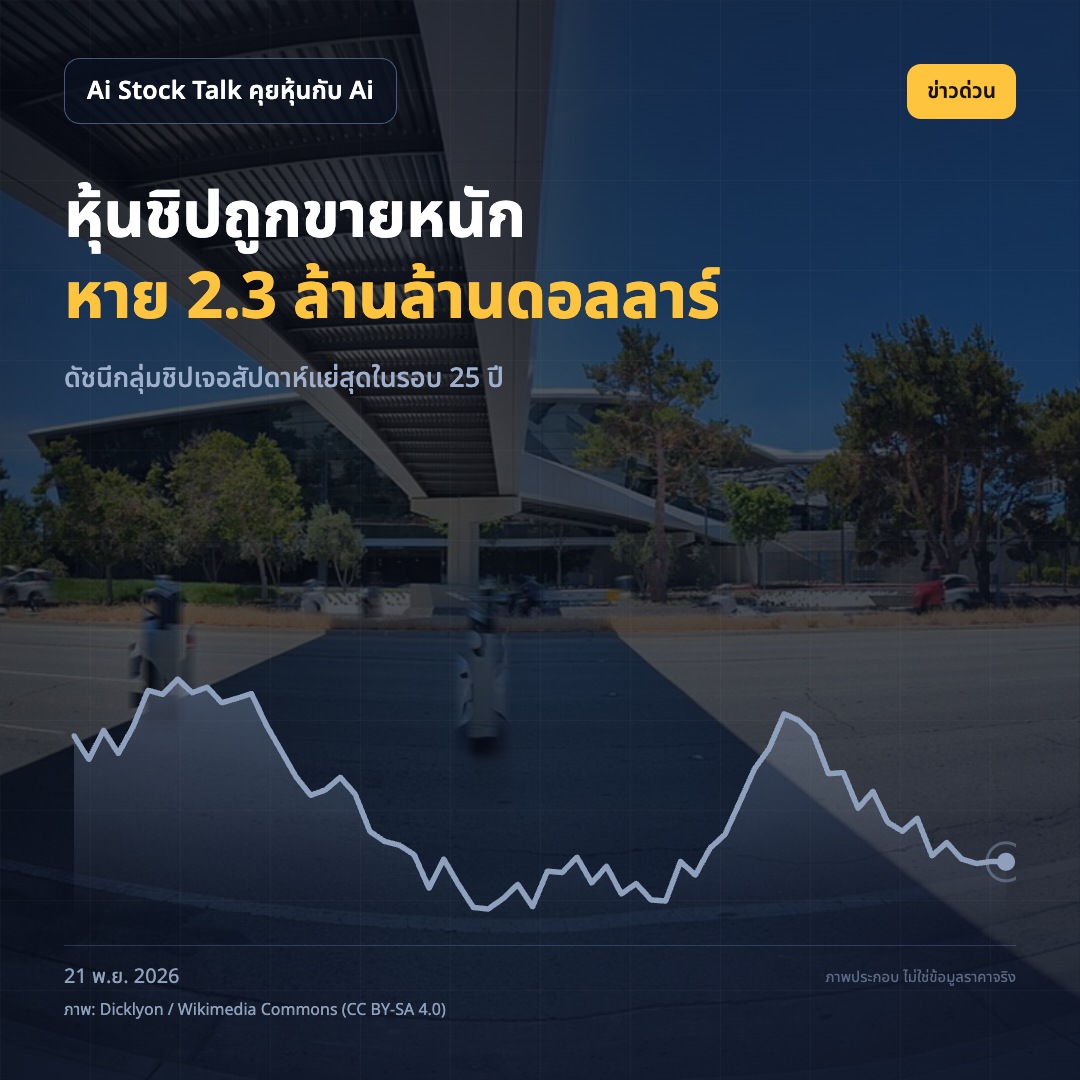 Ai Stock Talk คุยหุ้นกับ Ai
ข่าวด่วน
หุ้นชิปถูกขายหนัก
หาย 2.3 ล้านล้านดอลลาร์
ดัชนีกลุ่มชิปเจอสัปดาห์แย่สุดในรอบ 25 ปี
21 พ.ย. 2026
ภาพประกอบ ไม่ใช่ข้อมูลราคาจริง
ภาพ: Dicklyon / Wikimedia Commons (CC BY-SA 4.0)